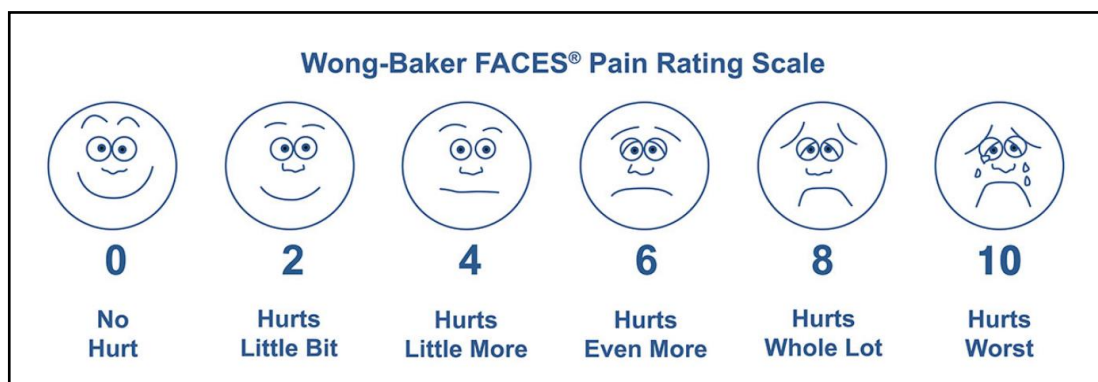 Wong-Baker FACES® Pain Rating Scale
0
2
4
6
8
10
No
Hurt
Hurts
Little Bit
Hurts
Little More
Hurts
Even More
Hurts
Whole Lot
Hurts
Worst